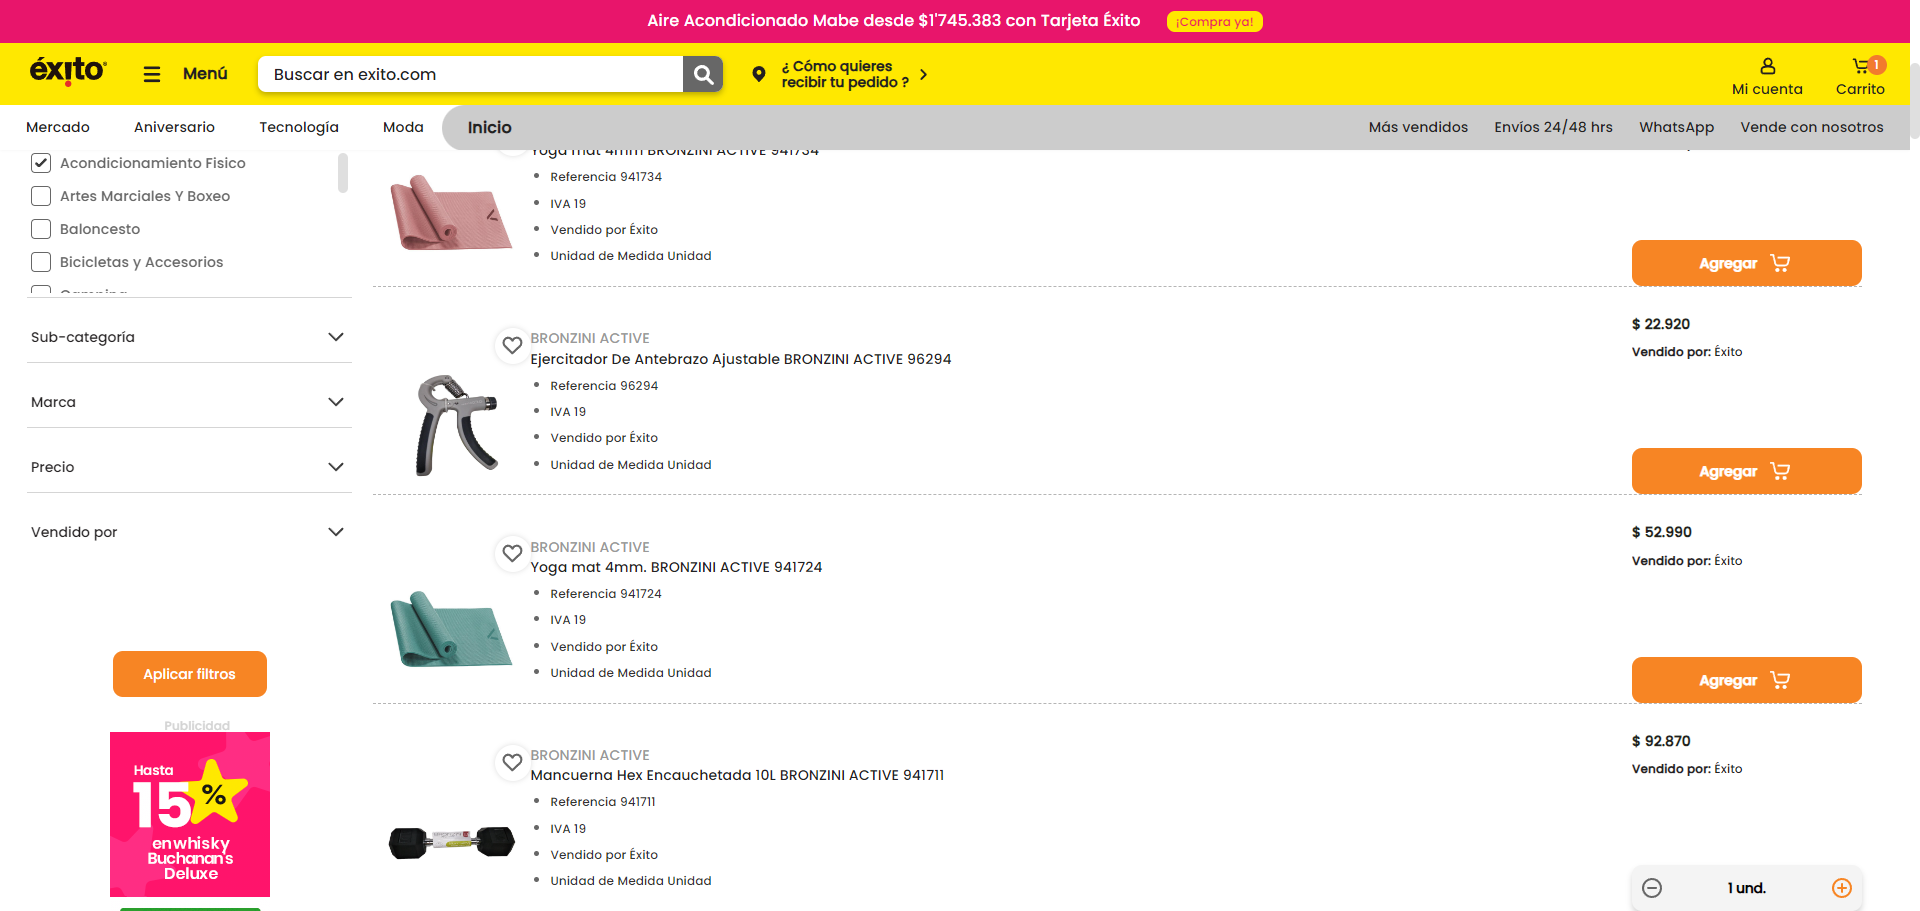 Aire Acondicionado Mabe desde $1'745.383 con Tarjeta Éxito
¡Compra ya!
éxito
Menú
Buscar en exito.com
¿ Cómo quieres
recibir tu pedido ?
Mi cuenta
1
Carrito
Mercado
Aniversario
Tecnología
Moda
Inicio
Más vendidos
Envíos 24/48 hrs
WhatsApp
Vende con nosotros
Acondicionamiento Fisico
Artes Marciales Y Boxeo
Baloncesto
Bicicletas y Accesorios
Camping
Sub-categoría
Marca
Precio
Vendido por
Aplicar filtros
Publicidad
Hasta
15%
en whisky
Buchanan's
Deluxe
Yoga mat 4mm BRONZINI ACTIVE 941734
Referencia 941734
IVA 19
Vendido por Éxito
Unidad de Medida Unidad
Agregar
BRONZINI ACTIVE
Ejercitador De Antebrazo Ajustable BRONZINI ACTIVE 96294
Referencia 96294
IVA 19
Vendido por Éxito
Unidad de Medida Unidad
$ 22.920
Vendido por: Éxito
Agregar
BRONZINI ACTIVE
Yoga mat 4mm. BRONZINI ACTIVE 941724
Referencia 941724
IVA 19
Vendido por Éxito
Unidad de Medida Unidad
$ 52.990
Vendido por: Éxito
Agregar
BRONZINI ACTIVE
Mancuerna Hex Encauchetada 10L BRONZINI ACTIVE 941711
Referencia 941711
IVA 19
Vendido por Éxito
Unidad de Medida Unidad
$ 92.870
Vendido por: Éxito
1 und.